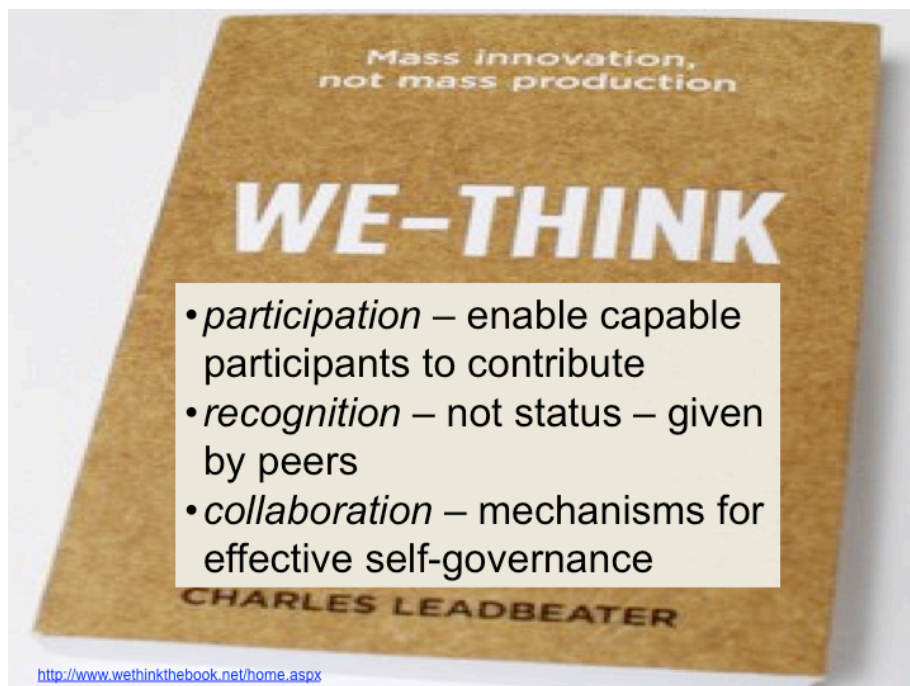 Mass innovation,
not mass production
WE-THINK
•participation – enable capable
participants to contribute
•recognition – not status – given
by peers
•collaboration – mechanisms for
effective self-governance
CHARLES LEADBEATER
http://www.wethinkthebook.net/home.aspx